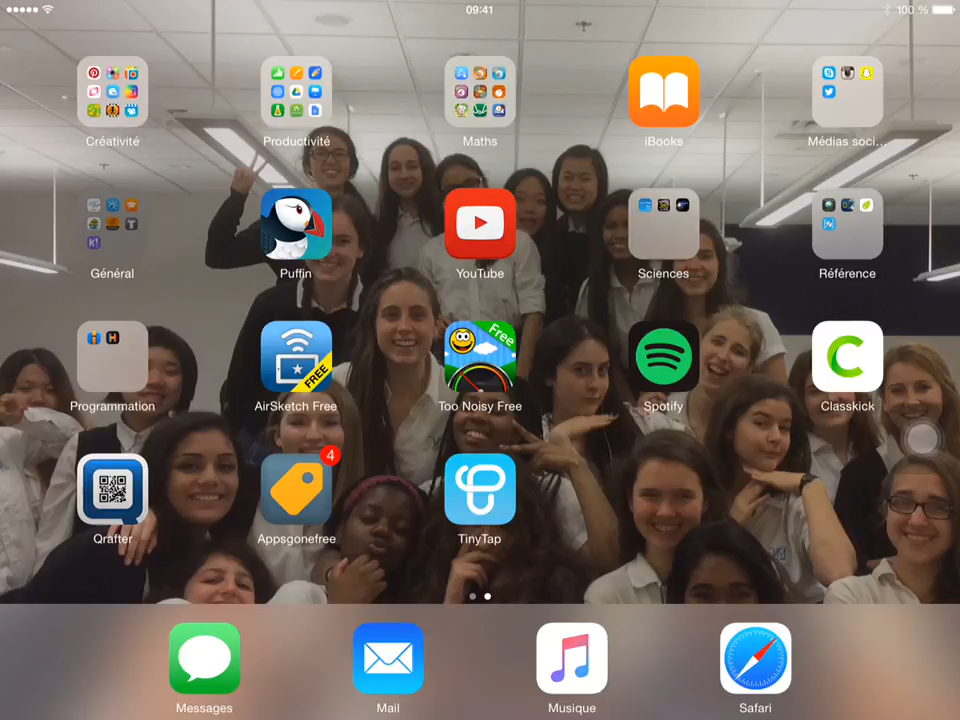 09:41
100 %
Créativité
Productivité
Maths
iBooks
Médias soci...
Général
Puffin
YouTube
Sciences
Référence
Free
FREE
Programmation
AirSketch Free
Too Noisy Free
Spotify
Classkick
4
Qrafter
Appsgonefree
TinyTap
Messages
Mail
Musique
Safari